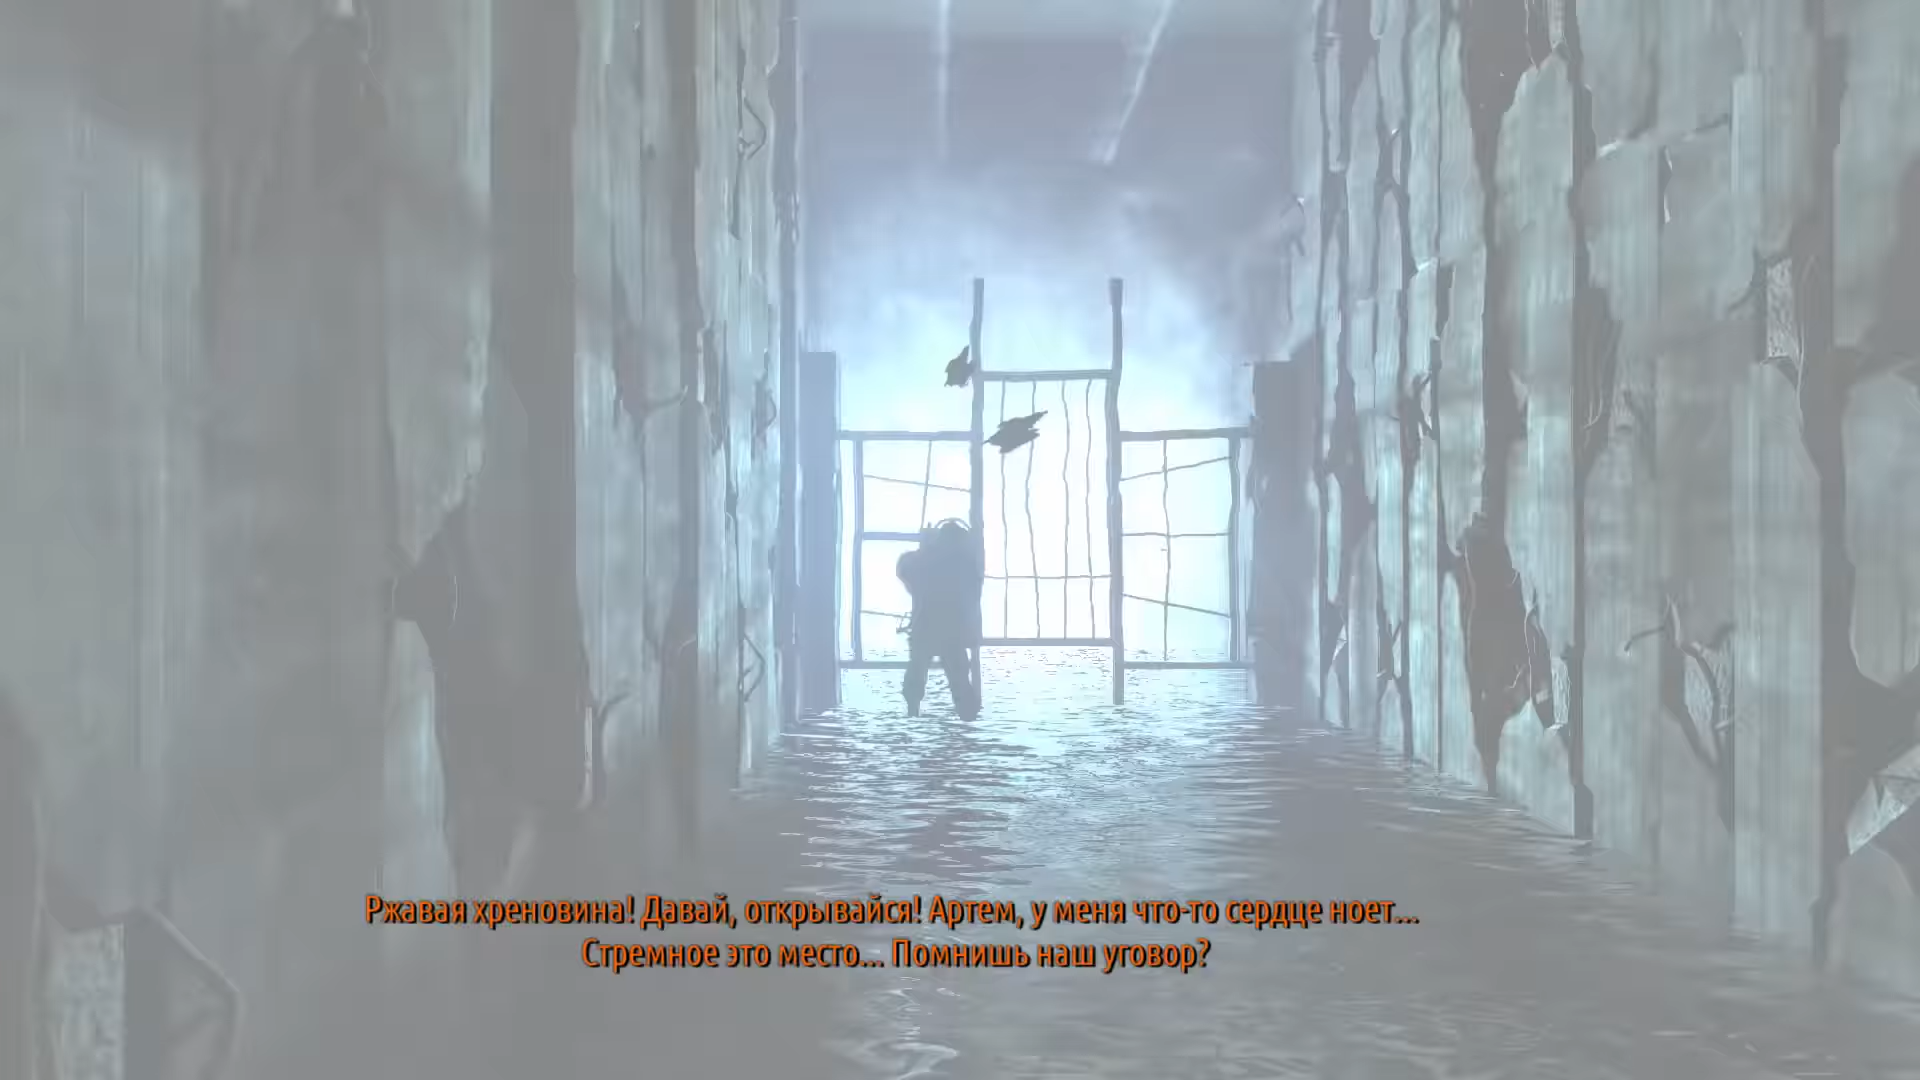 Ржавая хреновина! Давай, открывайся! Артем, у меня что-то сердце ноет...
Стремное это место... Помнишь наш уговор?